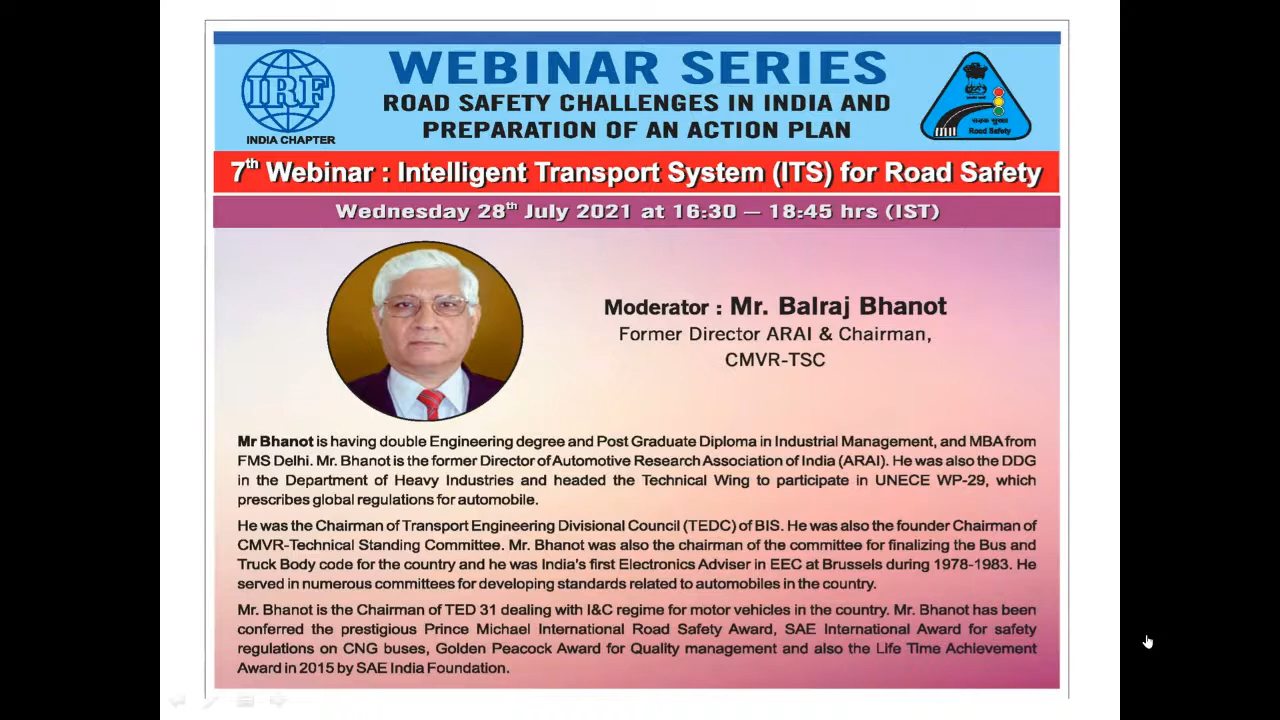 IRF
INDIA CHAPTER
WEBINAR SERIES
ROAD SAFETY CHALLENGES IN INDIA AND
PREPARATION OF AN ACTION PLAN
सड़क सुरक्षा
Road Safety
7th Webinar : Intelligent Transport System (ITS) for Road Safety
Wednesday 28th July 2021 at 16:30 – 18:45 hrs (IST)
Moderator : Mr. Balraj Bhanot
Former Director ARAI & Chairman,
CMVR-TSC
Mr Bhanot is having double Engineering degree and Post Graduate Diploma in Industrial Management, and MBA from
FMS Delhi. Mr. Bhanot is the former Director of Automotive Research Association of India (ARAI). He was also the DDG
in the Department of Heavy Industries and headed the Technical Wing to participate in UNECE WP-29, which
prescribes global regulations for automobile.
He was the Chairman of Transport Engineering Divisional Council (TEDC) of BIS. He was also the founder Chairman of
CMVR-Technical Standing Committee. Mr. Bhanot was also the chairman of the committee for finalizing the Bus and
Truck Body code for the country and he was India's first Electronics Adviser in EEC at Brussels during 1978-1983. He
served in numerous committees for developing standards related to automobiles in the country.
Mr. Bhanot is the Chairman of TED 31 dealing with I&C regime for motor vehicles in the country. Mr. Bhanot has been
conferred the prestigious Prince Michael International Road Safety Award, SAE International Award for safety
regulations on CNG buses, Golden Peacock Award for Quality management and also the Life Time Achievement
Award in 2015 by SAE India Foundation.